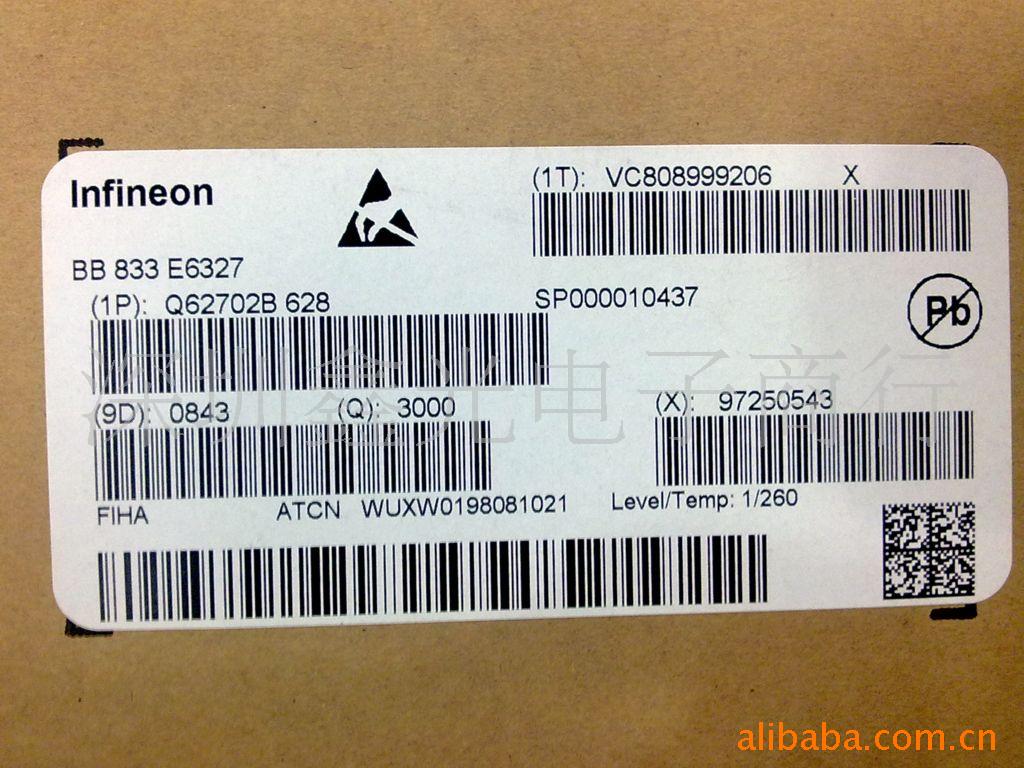 Infineon
(1T): VC808999206 X
BB 833 E6327
(1P): Q62702B 628 SP000010437
Pb
深圳鑫光电子商行
(9D): 0843 (Q): 3000 (X): 97250543
FIHA ATCN WUXW0198081021 Level/Temp: 1/260
alibaba.com.cn